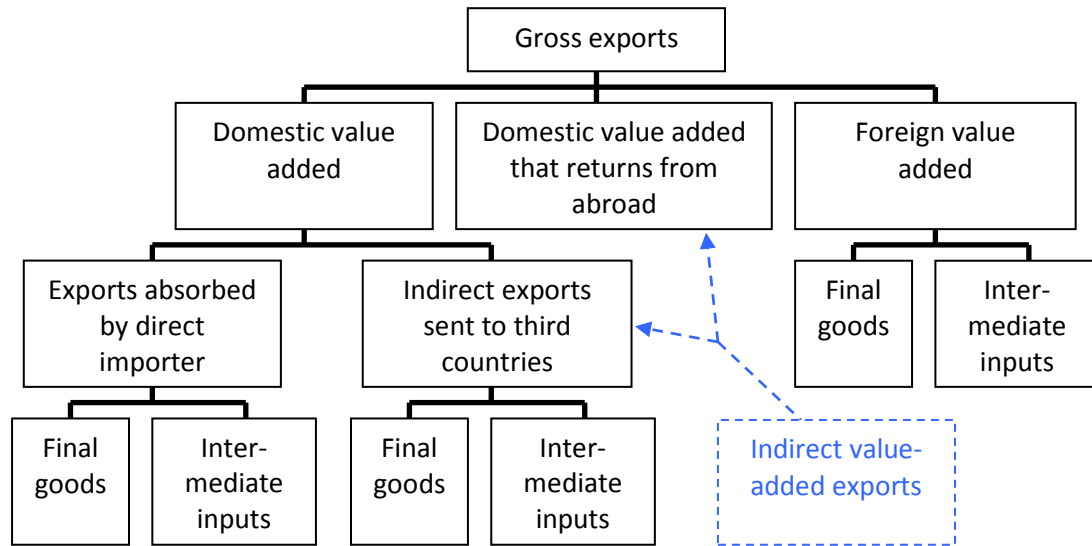 Gross exports
Domestic value
added
Domestic value added
that returns from
abroad
Foreign value
added
Exports absorbed
by direct
importer
Indirect exports
sent to third
countries
Final
goods
Inter-
mediate
inputs
Final
goods
Inter-
mediate
inputs
Final
goods
Inter-
mediate
inputs
Indirect value-
added exports